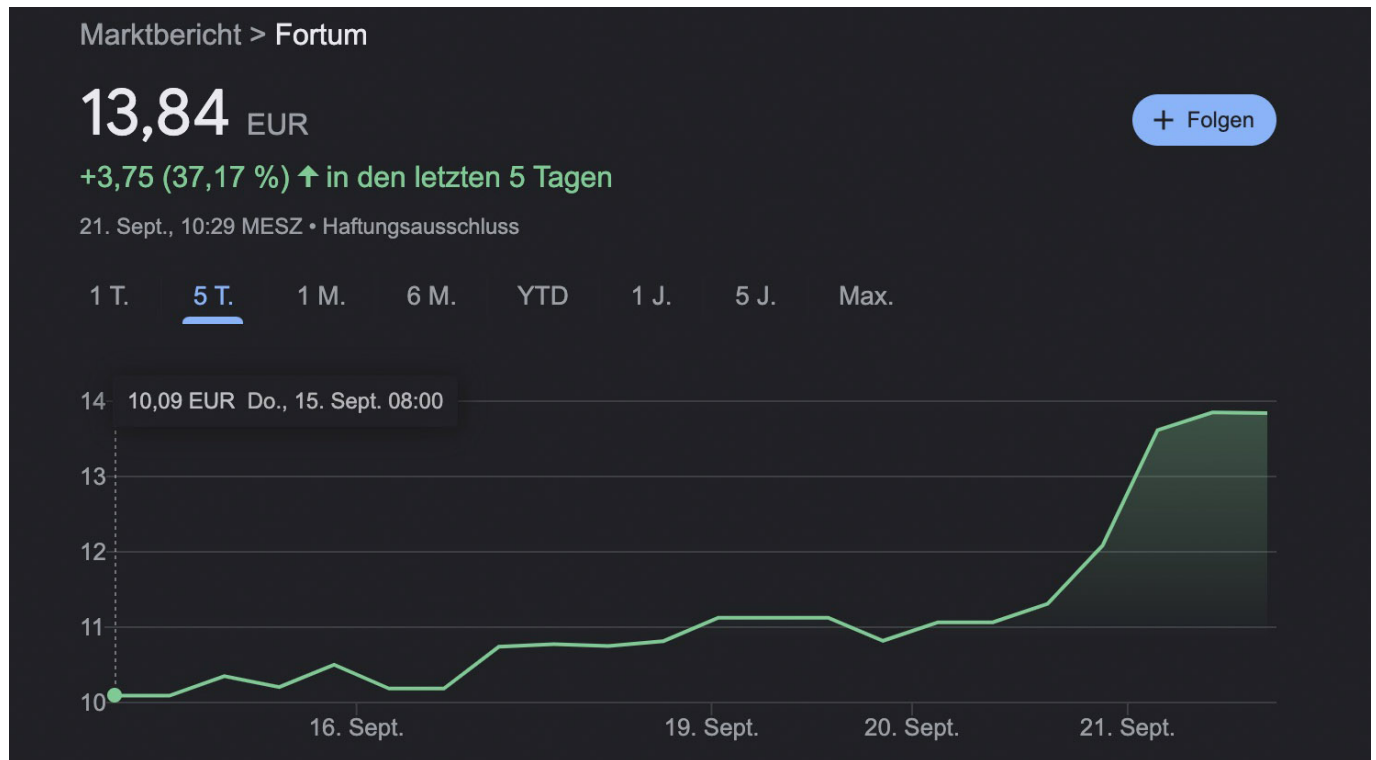 Marktbericht > Fortum
13,84 EUR
+ Folgen
+3,75 (37,17 %) ↑ in den letzten 5 Tagen
21. Sept., 10:29 MESZ • Haftungsausschluss
1 T. 5 T. 1 M. 6 M. YTD 1 J. 5 J. Max.
14
10,09 EUR Do., 15. Sept. 08:00
13
12
11
10
16. Sept. 19. Sept. 20. Sept. 21. Sept.